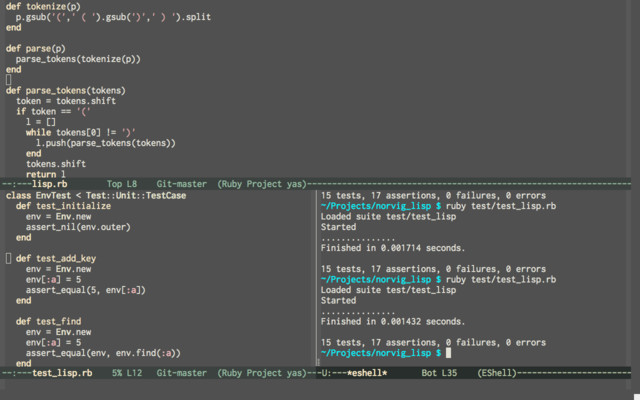 def tokenize(p)
  p.gsub('(',' ( ').gsub(')',' ) ').split
end
def parse(p)
  parse_tokens(tokenize(p))
end
def parse_tokens(tokens)
  token = tokens.shift
  if token == '('
    l = []
    while tokens[0] != ')'
      l.push(parse_tokens(tokens))
    end
    tokens.shift
    return l
--:---lisp.rb      Top L8    Git-master  (Ruby Project yas)------------------------------
class EnvTest < Test::Unit::TestCase
  def test_initialize
    env = Env.new
    assert_nil(env.outer)
  end
  def test_add_key
    env = Env.new
    env[:a] = 5
    assert_equal(5, env[:a])
  end
  def test_find
    env = Env.new
    env[:a] = 5
    assert_equal(env, env.find(:a))
  end
--:---test_lisp.rb   5% L12   Git-master  (Ruby Project yas)---
15 tests, 17 assertions, 0 failures, 0 errors
~/Projects/norvig_lisp $ ruby test/test_lisp.rb
Loaded suite test/test_lisp
Started
...............
Finished in 0.001714 seconds.
15 tests, 17 assertions, 0 failures, 0 errors
~/Projects/norvig_lisp $ ruby test/test_lisp.rb
Loaded suite test/test_lisp
Started
...............
Finished in 0.001432 seconds.
15 tests, 17 assertions, 0 failures, 0 errors
~/Projects/norvig_lisp $
-U:---*eshell*      Bot L35    (EShell)--------------------